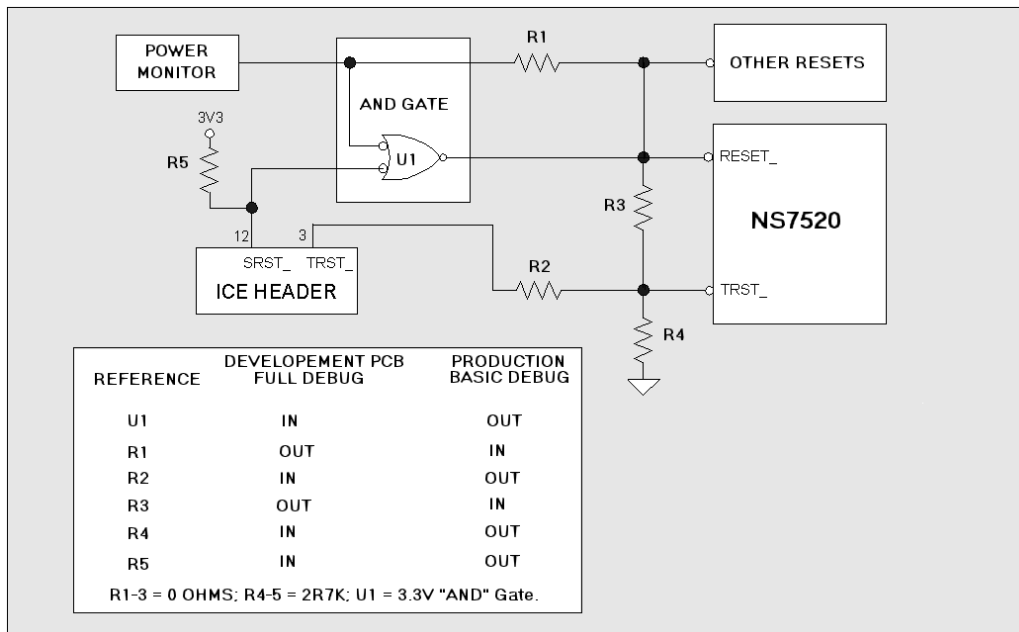 POWER
MONITOR
AND GATE
U1
R1
OTHER RESETS
3V3
R5
RESET_
NS7520
R3
12
3
SRST_ TRST_
ICE HEADER
R2
TRST_
R4
REFERENCE DEVELOPEMENT PCB FULL DEBUG PRODUCTION BASIC DEBUG
U1 IN OUT
R1 OUT IN
R2 IN OUT
R3 OUT IN
R4 IN OUT
R5 IN OUT
R1-3 = 0 OHMS; R4-5 = 2R7K; U1 = 3.3V "AND" Gate.